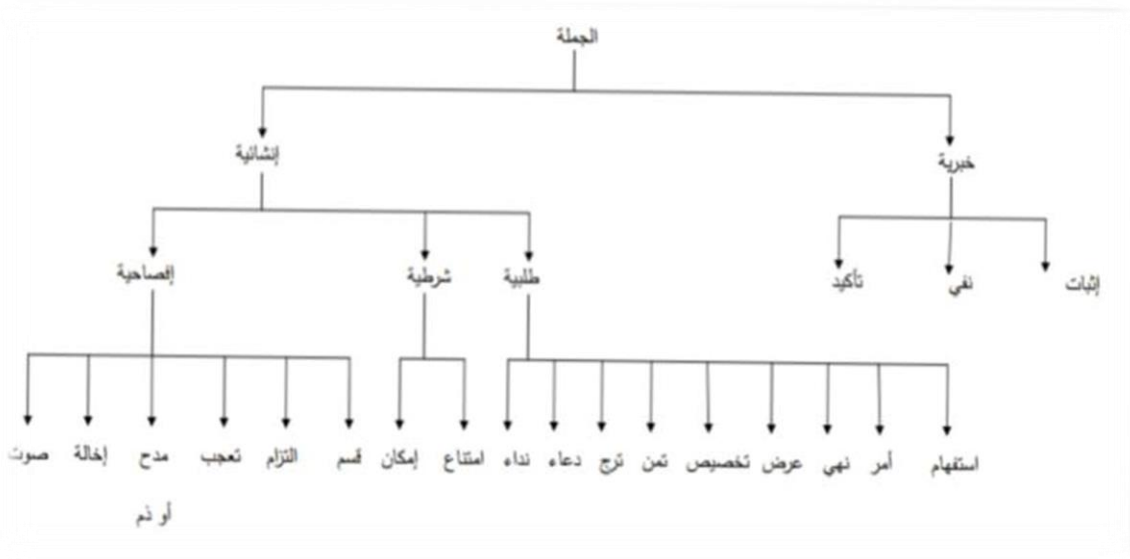 الجملة
خبرية إنشائية
إثبات نفي تأكيد طلبية شرطية إفصاحية
استفهام أمر نهي عرض تخصيص تمن ترج دعاء نداء امتناع إمكان قسم التزام تعجب مدح إخالة صوت
أو ذم